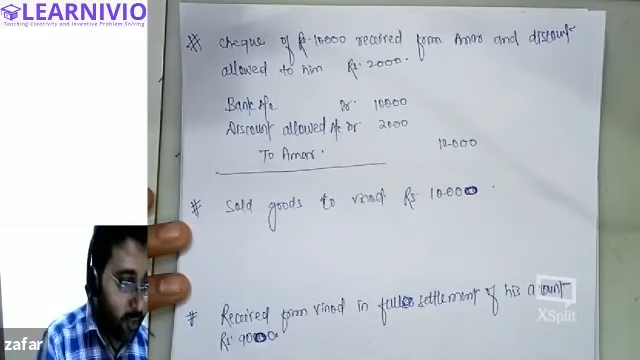 LEARNIVIO
Teaching Creativity and Inventive Problem Solving
# Cheque of Rs. 10000 received from Amar and discount
allowed to him Rs. 2000.
Bank A/c Dr. 10000
Discount allowed A/c Dr 2000
To Amar. 12000
# Sold goods to vinod Rs 10000.
# Received from vinod in full settlement of his account
Rs. 9000.
zafar
XSplit